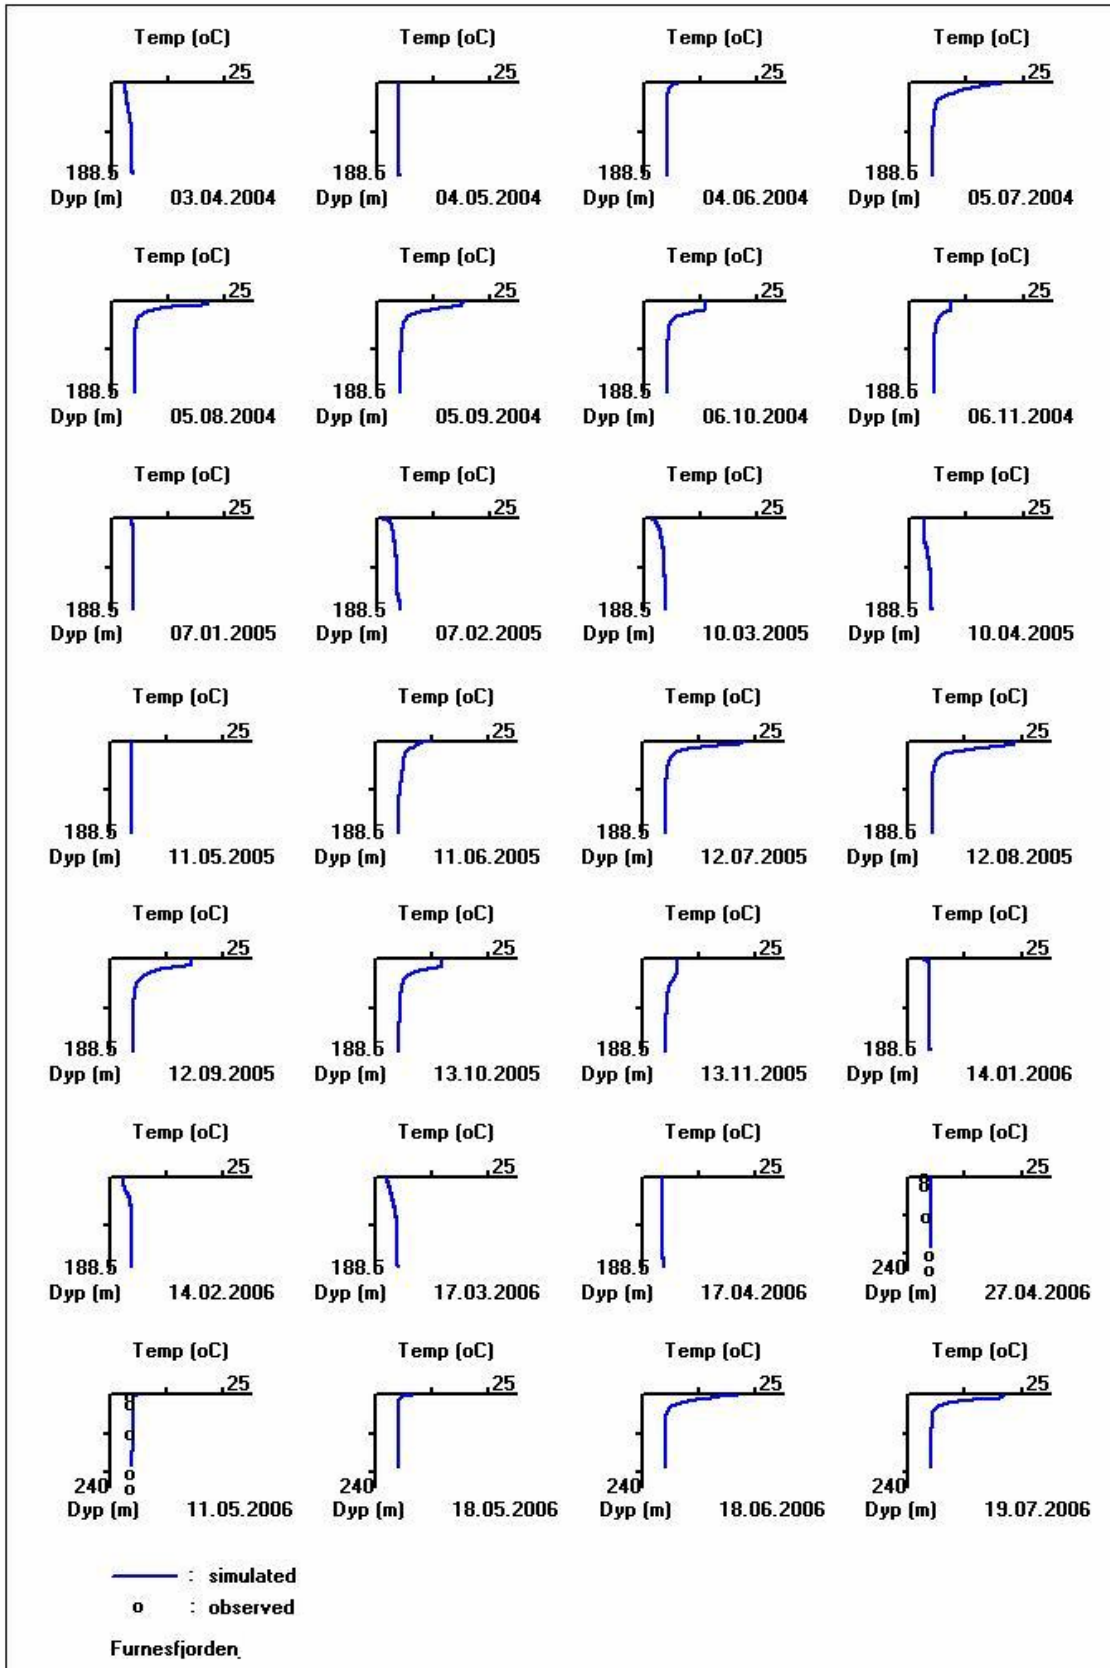 Temp (oC) Temp (oC) Temp (oC) Temp (oC)
25 25 25 25
188.5 188.5 188.5 188.5
Dyp (m) 03.04.2004 Dyp (m) 04.05.2004 Dyp (m) 04.06.2004 Dyp (m) 05.07.2004
Temp (oC) Temp (oC) Temp (oC) Temp (oC)
25 25 25 25
188.5 188.5 188.5 188.5
Dyp (m) 05.08.2004 Dyp (m) 05.09.2004 Dyp (m) 06.10.2004 Dyp (m) 06.11.2004
Temp (oC) Temp (oC) Temp (oC) Temp (oC)
25 25 25 25
188.5 188.5 188.5 188.5
Dyp (m) 07.01.2005 Dyp (m) 07.02.2005 Dyp (m) 10.03.2005 Dyp (m) 10.04.2005
Temp (oC) Temp (oC) Temp (oC) Temp (oC)
25 25 25 25
188.5 188.5 188.5 188.5
Dyp (m) 11.05.2005 Dyp (m) 11.06.2005 Dyp (m) 12.07.2005 Dyp (m) 12.08.2005
Temp (oC) Temp (oC) Temp (oC) Temp (oC)
25 25 25 25
188.5 188.5 188.5 188.5
Dyp (m) 12.09.2005 Dyp (m) 13.10.2005 Dyp (m) 13.11.2005 Dyp (m) 14.01.2006
Temp (oC) Temp (oC) Temp (oC) Temp (oC)
25 25 25 25
188.5 188.5 188.5 240
Dyp (m) 14.02.2006 Dyp (m) 17.03.2006 Dyp (m) 17.04.2006 Dyp (m) 27.04.2006
Temp (oC) Temp (oC) Temp (oC) Temp (oC)
25 25 25 25
240 240 240 240
Dyp (m) 11.05.2006 Dyp (m) 18.05.2006 Dyp (m) 18.06.2006 Dyp (m) 19.07.2006
: simulated
o : observed
Furnesfjorden